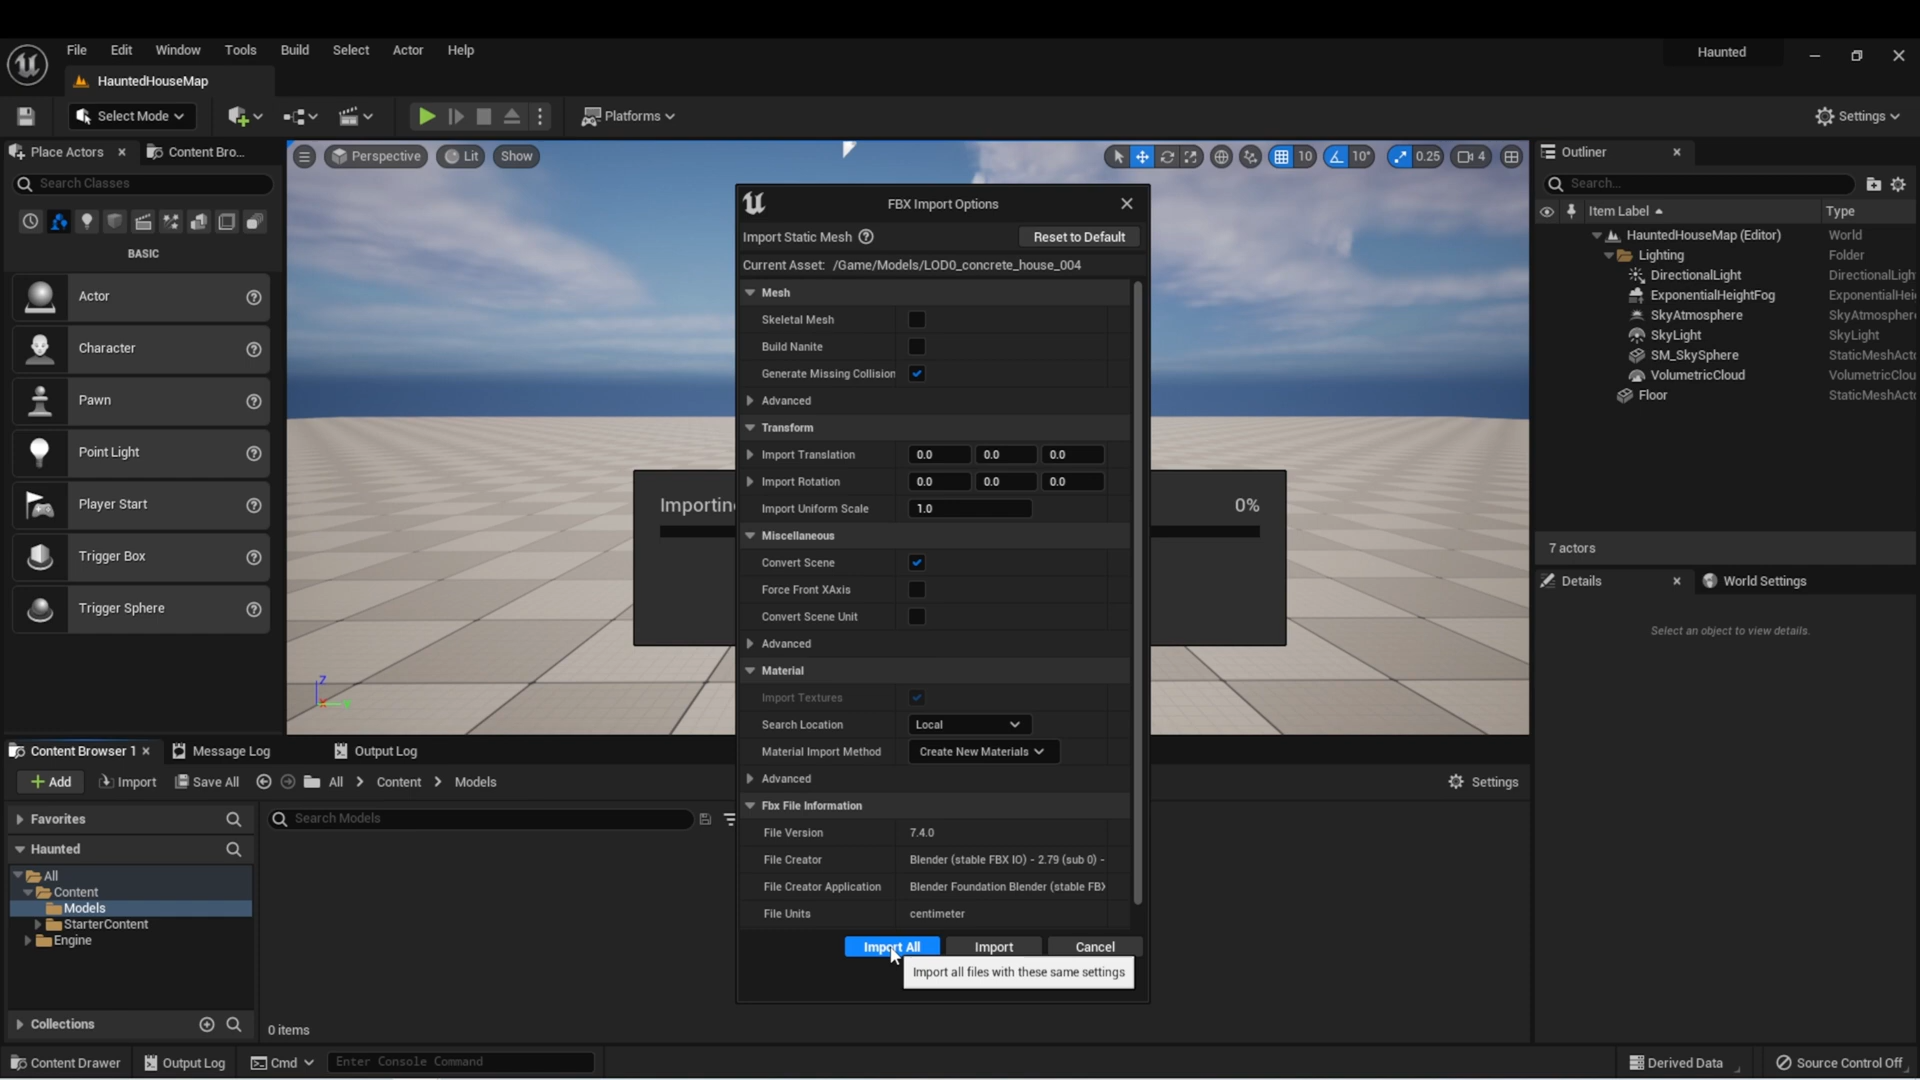 File Edit Window Tools Build Select Actor Help
Haunted
HauntedHouseMap
Select Mode
Platforms
Settings
Place Actors
Content Bro...
Search Classes
BASIC
Actor
Character
Pawn
Point Light
Player Start
Trigger Box
Trigger Sphere
Perspective
Lit
Show
10
10°
0.25
4
Importin
0%
FBX Import Options
Import Static Mesh
Reset to Default
Current Asset: /Game/Models/LOD0_concrete_house_004
Mesh
Skeletal Mesh
Build Nanite
Generate Missing Collision
Advanced
Transform
Import Translation 0.0 0.0 0.0
Import Rotation 0.0 0.0 0.0
Import Uniform Scale 1.0
Miscellaneous
Convert Scene
Force Front XAxis
Convert Scene Unit
Advanced
Material
Import Textures
Search Location Local
Material Import Method Create New Materials
Advanced
Fbx File Information
File Version 7.4.0
File Creator Blender (stable FBX IO) - 2.79 (sub 0) -
File Creator Application Blender Foundation Blender (stable FBX
File Units centimeter
Import All Import Cancel
Import all files with these same settings
Outliner
Search...
Item Label Type
HauntedHouseMap (Editor) World
Lighting Folder
DirectionalLight DirectionalLigh
ExponentialHeightFog ExponentialHei
SkyAtmosphere SkyAtmospher
SkyLight SkyLight
SM_SkySphere StaticMeshActo
VolumetricCloud VolumetricClou
Floor StaticMeshActo
7 actors
Details
World Settings
Select an object to view details.
Content Browser 1
Message Log
Output Log
Add
Import
Save All
All > Content > Models
Settings
Favorites
Search Models
Haunted
All
Content
Models
StarterContent
Engine
Collections
0 items
Content Drawer
Output Log
Cmd
Enter Console Command
Derived Data
Source Control Off